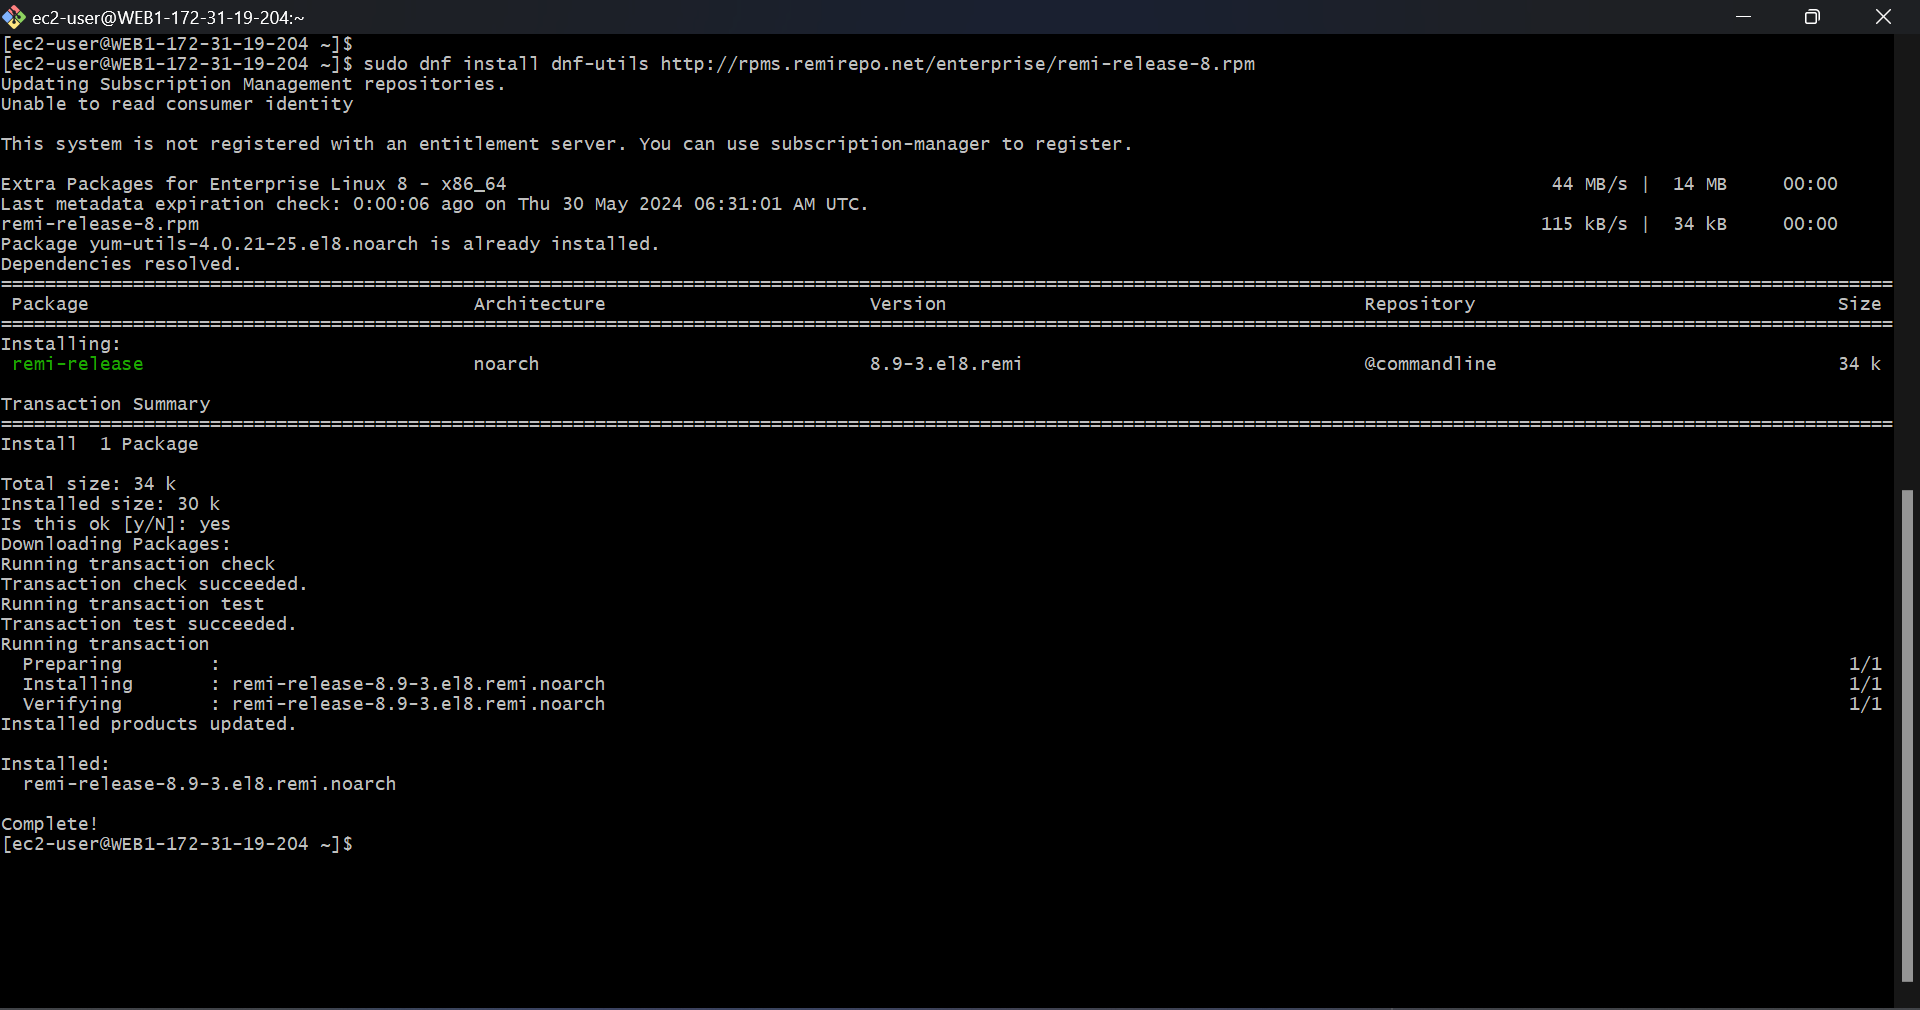 ec2-user@WEB1-172-31-19-204:~
[ec2-user@WEB1-172-31-19-204 ~]$
[ec2-user@WEB1-172-31-19-204 ~]$ sudo dnf install dnf-utils http://rpms.remirepo.net/enterprise/remi-release-8.rpm
Updating Subscription Management repositories.
Unable to read consumer identity
This system is not registered with an entitlement server. You can use subscription-manager to register.
Extra Packages for Enterprise Linux 8 - x86_64 44 MB/s | 14 MB 00:00
Last metadata expiration check: 0:00:06 ago on Thu 30 May 2024 06:31:01 AM UTC.
remi-release-8.rpm 115 kB/s | 34 kB 00:00
Package yum-utils-4.0.21-25.el8.noarch is already installed.
Dependencies resolved.
Package Architecture Version Repository Size
Installing:
remi-release noarch 8.9-3.el8.remi @commandline 34 k
Transaction Summary
Install 1 Package
Total size: 34 k
Installed size: 30 k
Is this ok [y/N]: yes
Downloading Packages:
Running transaction check
Transaction check succeeded.
Running transaction test
Transaction test succeeded.
Running transaction
Preparing : 1/1
Installing : remi-release-8.9-3.el8.remi.noarch 1/1
Verifying : remi-release-8.9-3.el8.remi.noarch 1/1
Installed products updated.
Installed:
remi-release-8.9-3.el8.remi.noarch
Complete!
[ec2-user@WEB1-172-31-19-204 ~]$